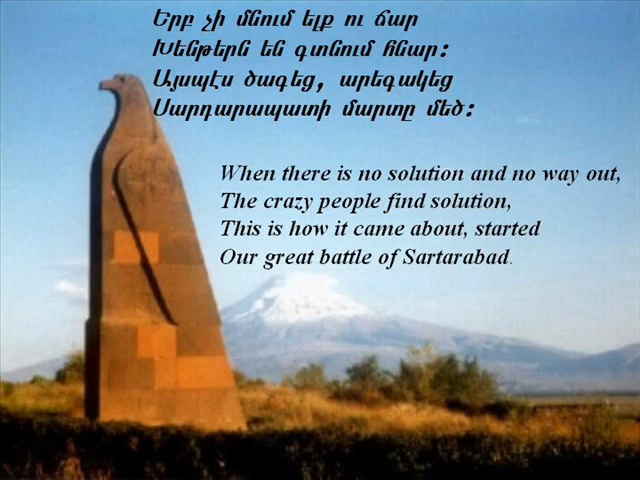 Երբ չի մնում ելք ու ճար
Խենթերն են գտնում հնար:
Այսպէս ծագեց, արեգակեց
Սարդարապատի մարտը մեծ:
When there is no solution and no way out,
The crazy people find solution,
This is how it came about, started
Our great battle of Sartarabad.